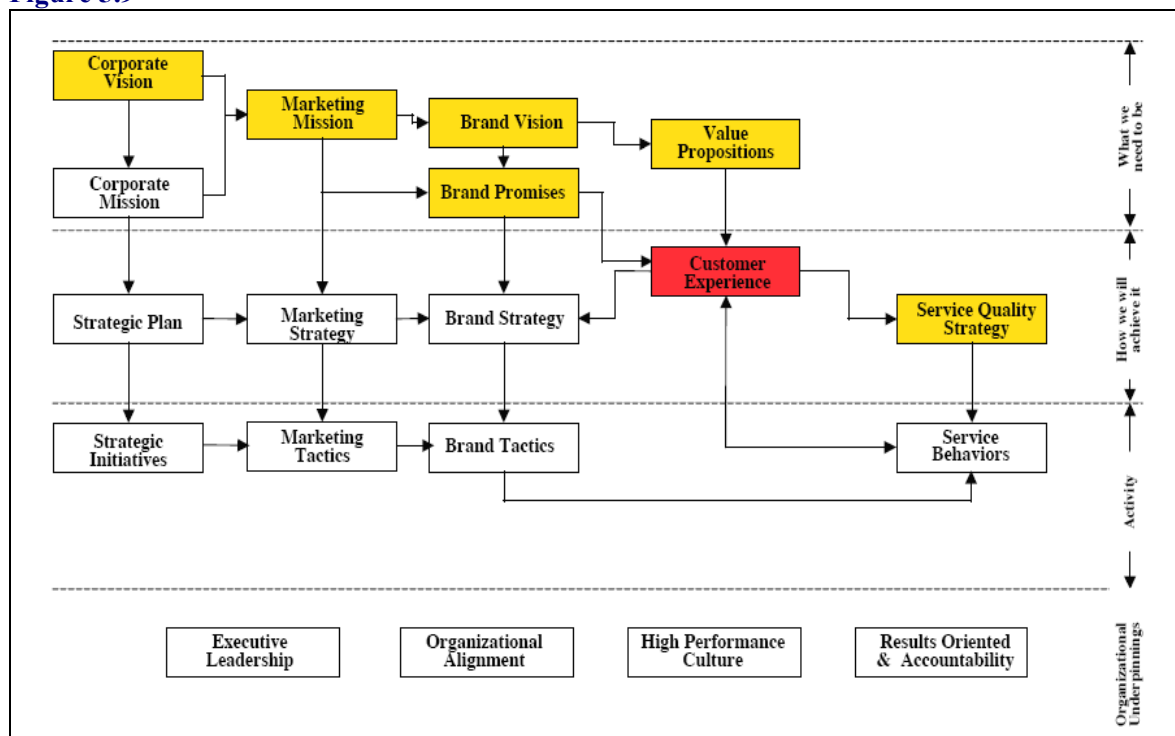 Figure 3.9
Corporate
Vision
Marketing
Mission
Brand Vision
Value
Propositions
What we
need to be
Corporate
Mission
Brand Promises
Customer
Experience
Strategic Plan
Marketing
Strategy
Brand Strategy
Service Quality
Strategy
How we will
achieve it
Strategic
Initiatives
Marketing
Tactics
Brand Tactics
Service
Behaviors
Activity
Executive
Leadership
Organizational
Alignment
High Performance
Culture
Results Oriented
& Accountability
Organizational
Underpinnings